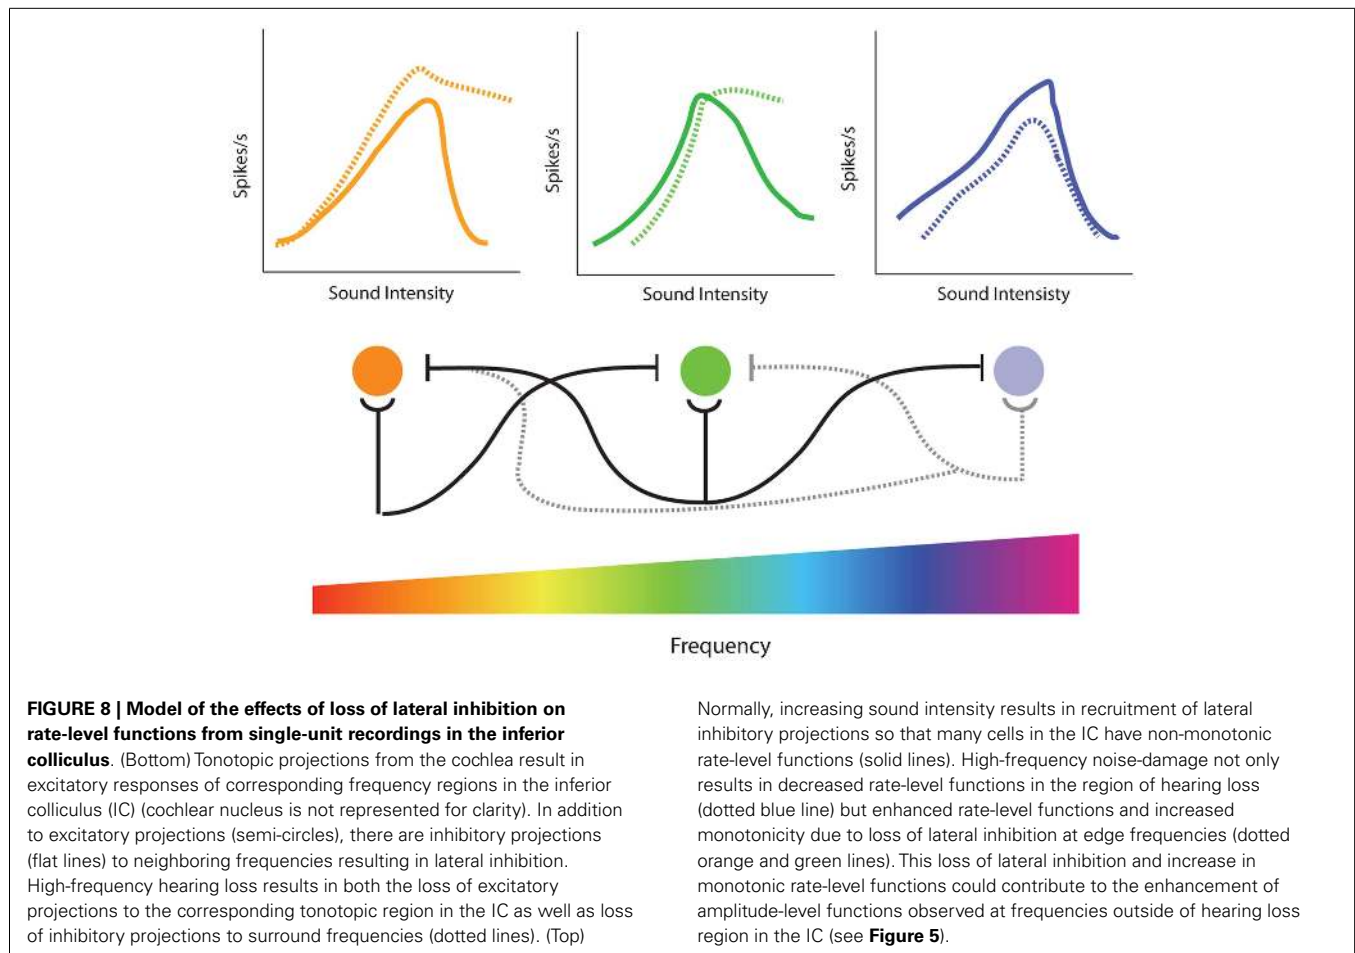 Spikes/s
Spikes/s
Spikes/s
Sound Intensity
Sound Intensity
Sound Intensisty
Frequency
FIGURE 8 | Model of the effects of loss of lateral inhibition on
rate-level functions from single-unit recordings in the inferior
colliculus. (Bottom) Tonotopic projections from the cochlea result in
excitatory responses of corresponding frequency regions in the inferior
colliculus (IC) (cochlear nucleus is not represented for clarity). In addition
to excitatory projections (semi-circles), there are inhibitory projections
(flat lines) to neighboring frequencies resulting in lateral inhibition.
High-frequency hearing loss results in both the loss of excitatory
projections to the corresponding tonotopic region in the IC as well as loss
of inhibitory projections to surround frequencies (dotted lines). (Top)
Normally, increasing sound intensity results in recruitment of lateral
inhibitory projections so that many cells in the IC have non-monotonic
rate-level functions (solid lines). High-frequency noise-damage not only
results in decreased rate-level functions in the region of hearing loss
(dotted blue line) but enhanced rate-level functions and increased
monotonicity due to loss of lateral inhibition at edge frequencies (dotted
orange and green lines). This loss of lateral inhibition and increase in
monotonic rate-level functions could contribute to the enhancement of
amplitude-level functions observed at frequencies outside of hearing loss
region in the IC (see Figure 5).